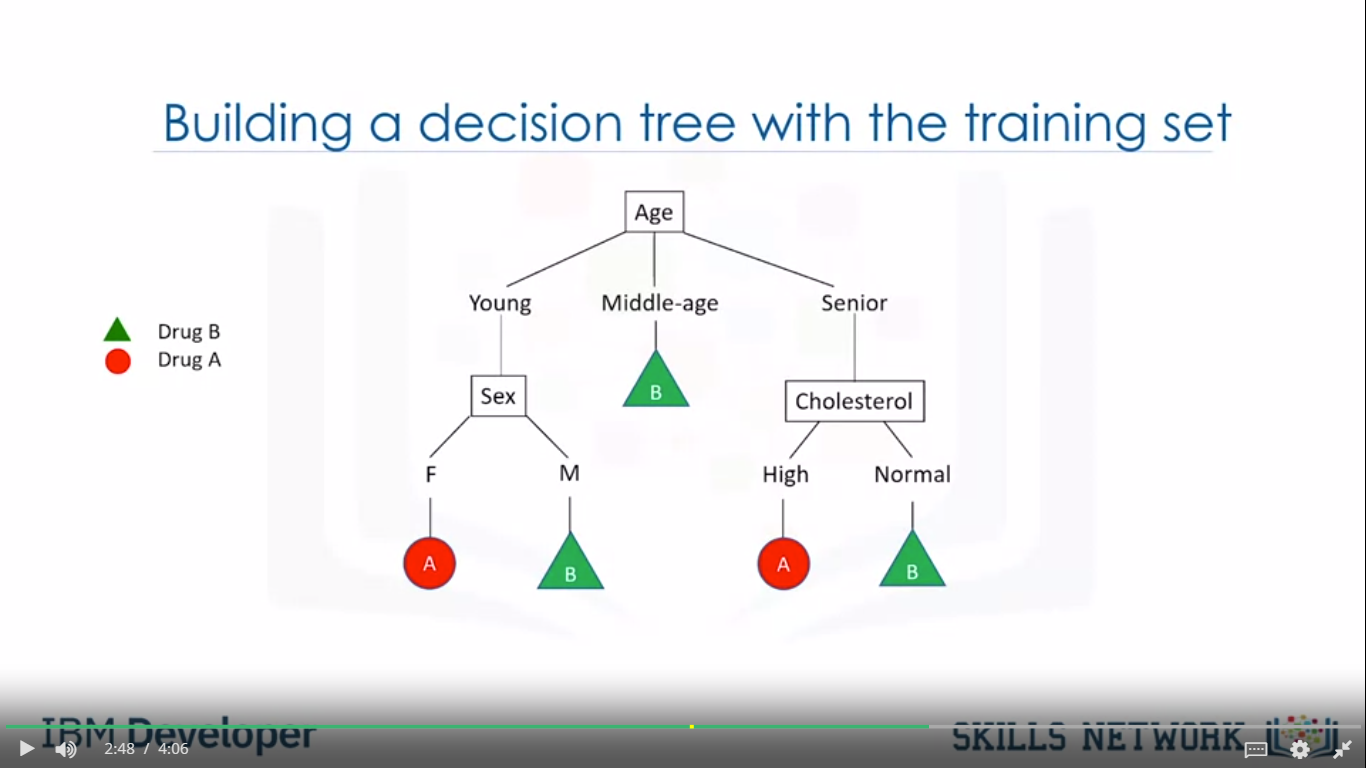 Building a decision tree with the training set
Age
Young Middle-age Senior
Drug B
Drug A
B
Sex Cholesterol
F M High Normal
A B A B
IBM Developer SKILLS NETWORK
2:48 / 4:06